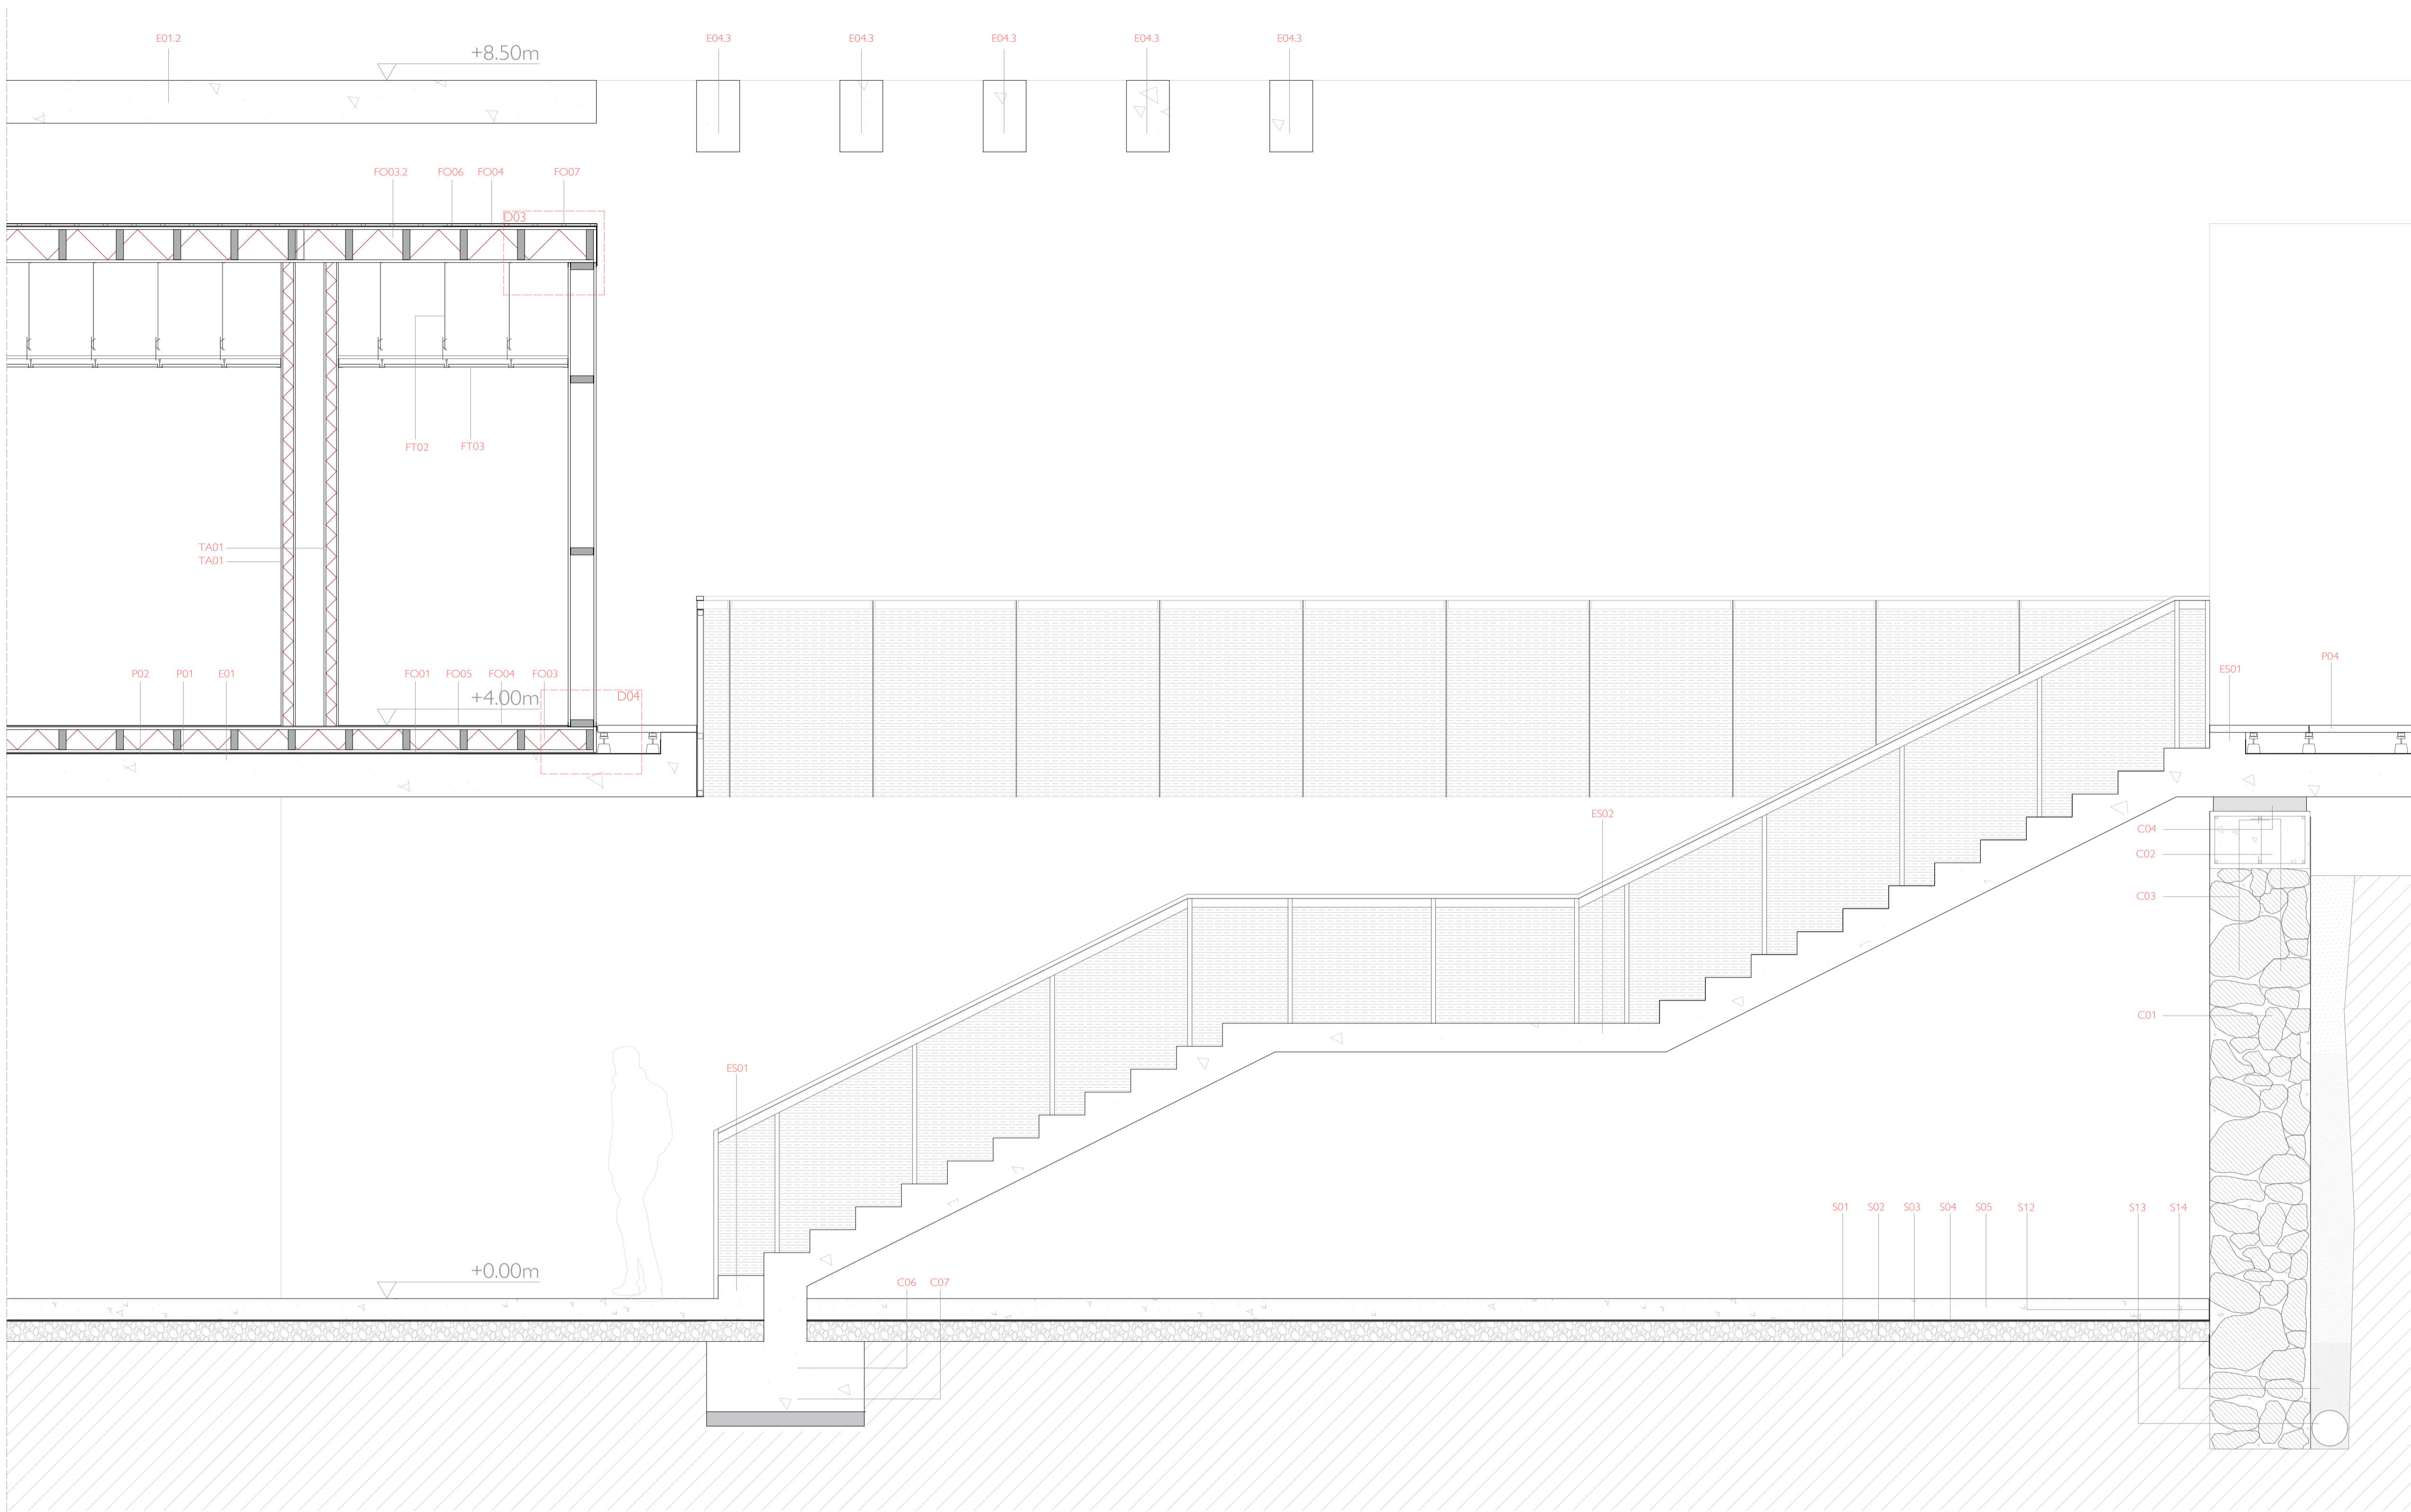 E01.2 E04.3 E04.3 E04.3 E04.3 E04.3
+8.50m
FO03.2 FO06 FO04 FO07
D03
FT02 FT03
TA01
TA01
P04
ES01
P02 P01 E01 FO01 FO05 FO04 FO03
+4.00m D04
ES02
C04
C02
C03
C01
ES01
S01 S02 S03 S04 S05 S12 S13 S14
+0.00m
C06 C07